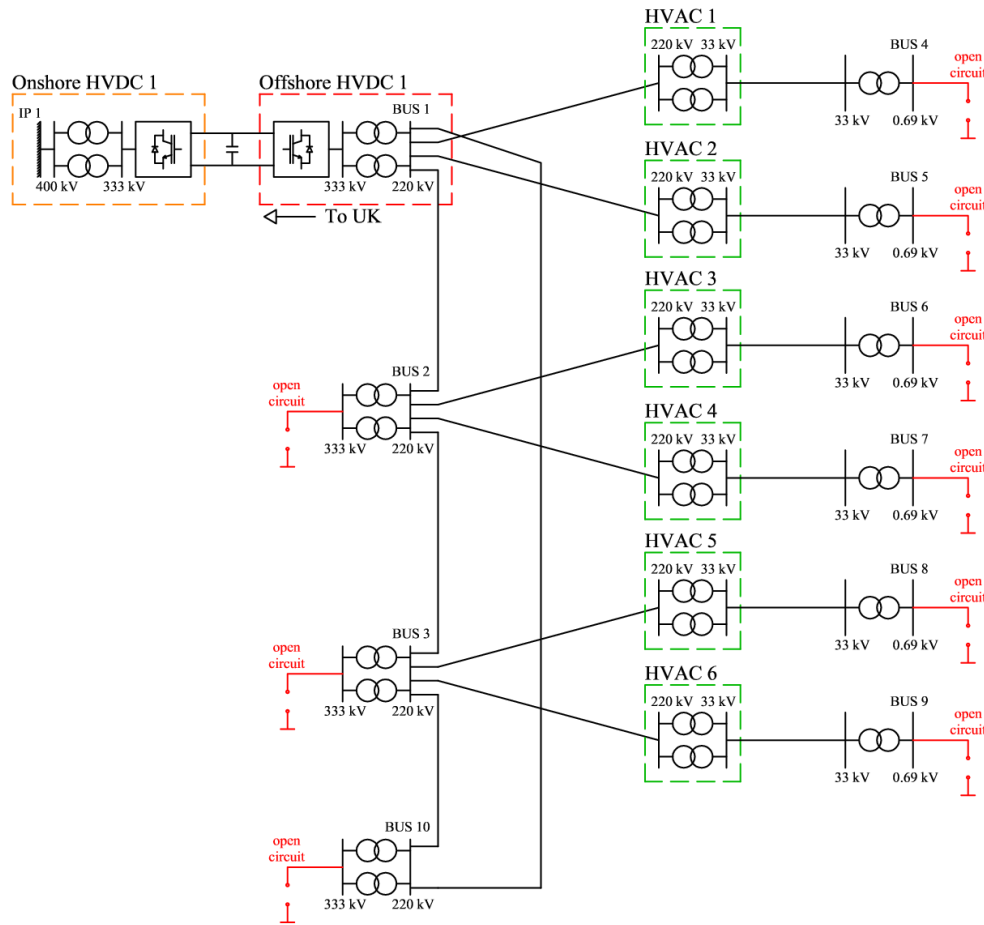 HVAC 1
220 kV 33 kV
BUS 4
open
circuit
33 kV
0.69 kV
Onshore HVDC 1
Offshore HVDC 1
IP 1
BUS 1
400 kV
333 kV
333 kV
220 kV
To UK
HVAC 2
220 kV 33 kV
BUS 5
open
circuit
33 kV
0.69 kV
HVAC 3
220 kV 33 kV
BUS 6
open
circuit
33 kV
0.69 kV
BUS 2
open
circuit
333 kV
220 kV
HVAC 4
220 kV 33 kV
BUS 7
open
circuit
33 kV
0.69 kV
HVAC 5
220 kV 33 kV
BUS 8
open
circuit
33 kV
0.69 kV
BUS 3
open
circuit
333 kV
220 kV
HVAC 6
220 kV 33 kV
BUS 9
open
circuit
33 kV
0.69 kV
BUS 10
open
circuit
333 kV
220 kV